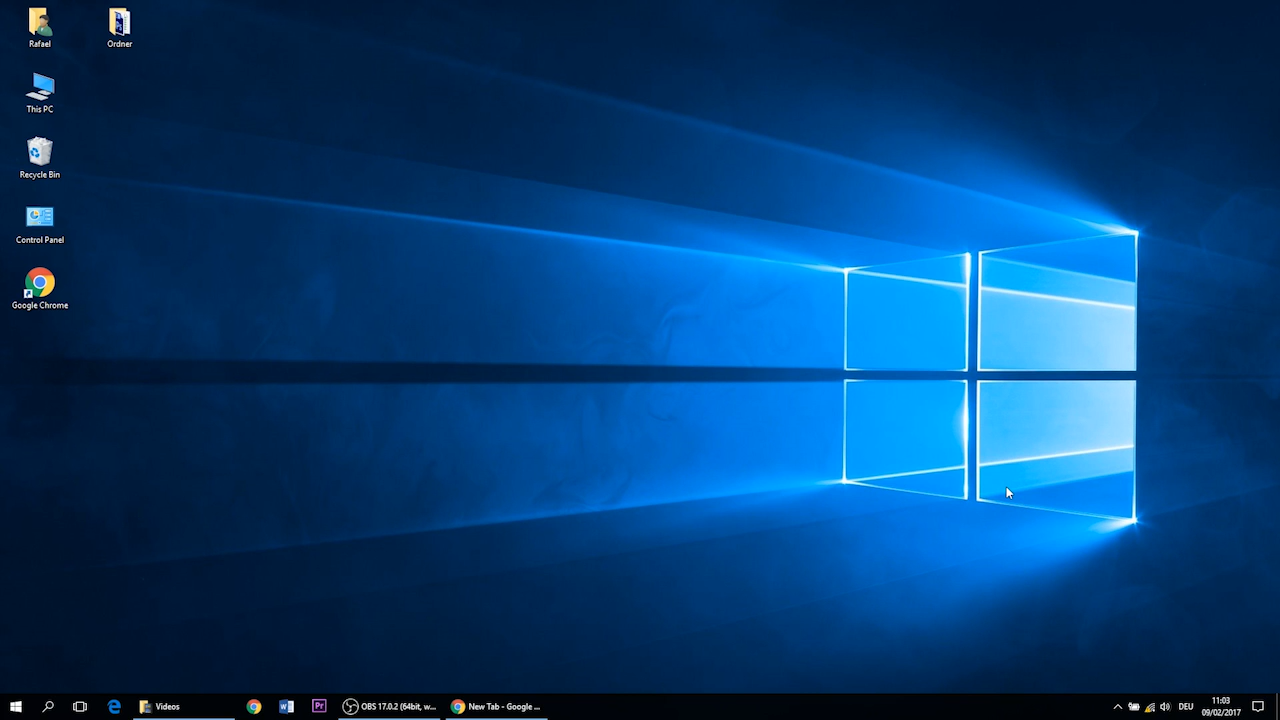 Rafael
Ordner
This PC
Recycle Bin
Control Panel
Google Chrome
Videos
Pr
OBS 17.0.2 (64bit, w...
New Tab - Google ...
DEU
11:03
09/02/2017